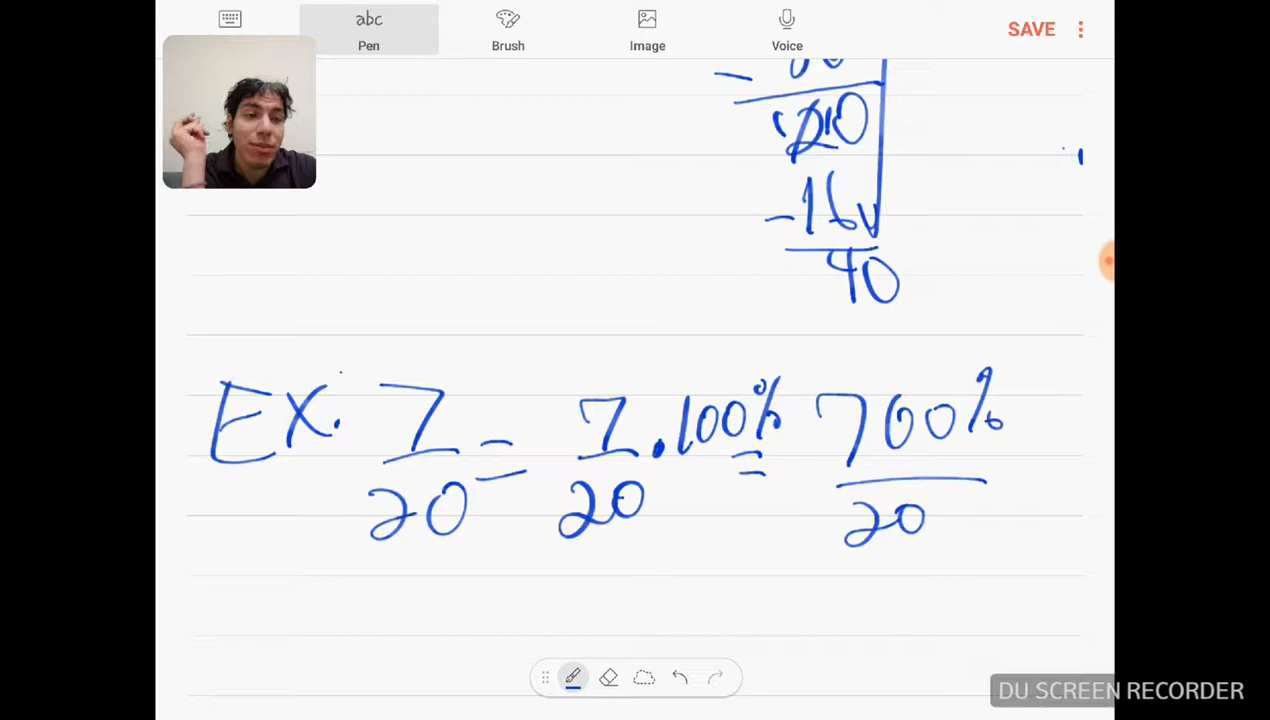 abc
Pen Brush Image Voice SAVE
210
-16
40
EX. 7/20 = 7/20 . 100% = 700%/20
DU SCREEN RECORDER